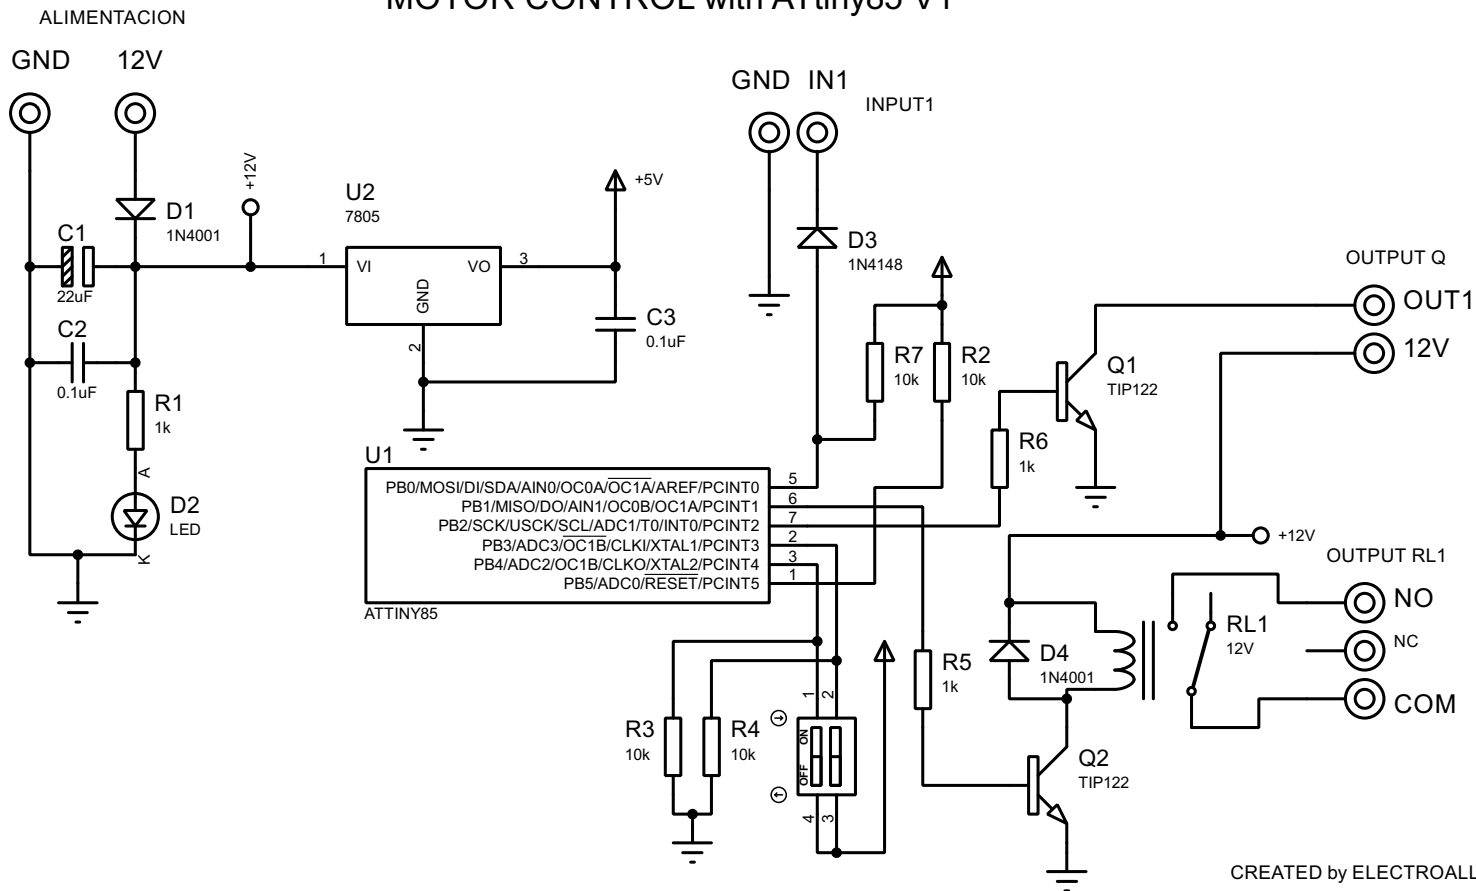 MOTOR CONTROL with ATtiny85 V1
ALIMENTACION
GND 12V
GND IN1
INPUT1
+12V
+5V
U2
7805
D1
1N4001
C1
22uF
1 VI VO 3
GND
2
C2
0.1uF
C3
0.1uF
R1
1k
A
D2
LED
K
D3
1N4148
R7
10k
R2
10k
OUTPUT Q
OUT1
12V
Q1
TIP122
R6
1k
U1
PB0/MOSI/DI/SDA/AIN0/OC0A/OC1A/AREF/PCINT0 5
PB1/MISO/DO/AIN1/OC0B/OC1A/PCINT1 6
PB2/SCK/USCK/SCL/ADC1/T0/INT0/PCINT2 7
PB3/ADC3/OC1B/CLKI/XTAL1/PCINT3 2
PB4/ADC2/OC1B/CLKO/XTAL2/PCINT4 3
PB5/ADC0/RESET/PCINT5 1
ATTINY85
+12V
OUTPUT RL1
NO
NC
COM
RL1
12V
D4
1N4001
R5
1k
R3
10k
R4
10k
1 2
ON
OFF
4 3
Q2
TIP122
CREATED by ELECTROALL